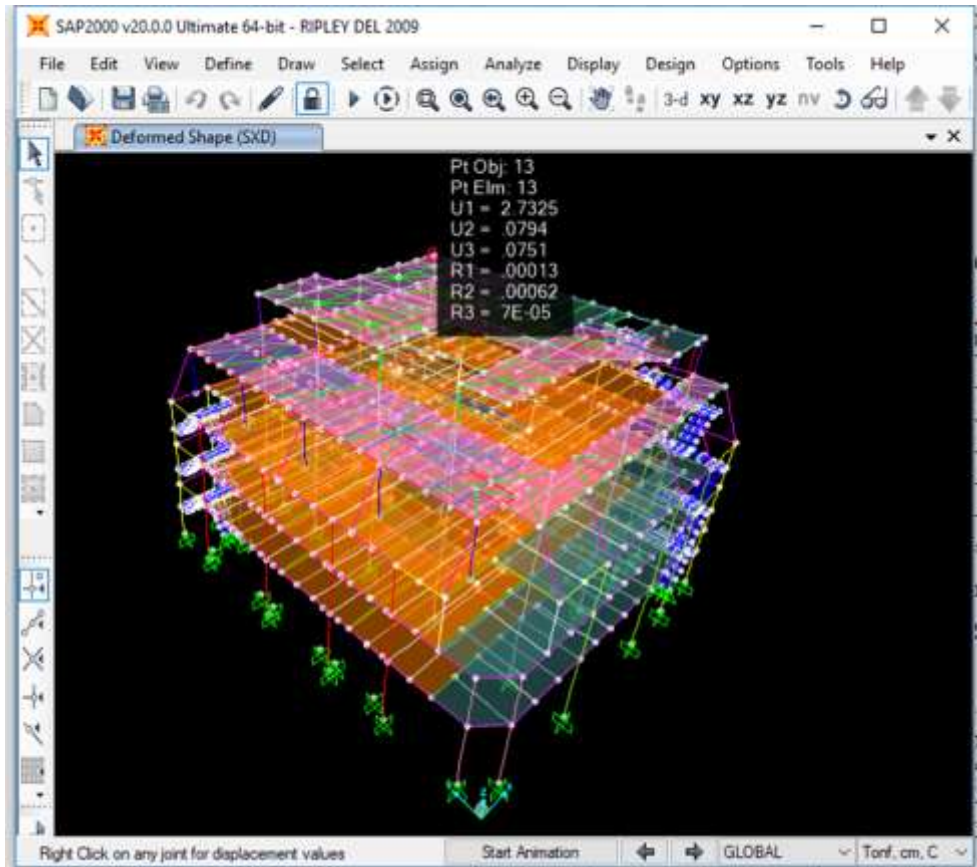 SAP2000 v20.0.0 Ultimate 64-bit - RIPLEY DEL 2009
File Edit View Define Draw Select Assign Analyze Display Design Options Tools Help
3-d xy xz yz nv
Deformed Shape (SXD)
Pt Obj: 13
Pt Elm: 13
U1 = 2.7325
U2 = .0794
U3 = .0751
R1 = .00013
R2 = .00062
R3 = 7E-05
Right Click on any joint for displacement values Start Animation GLOBAL Tonf, cm, C